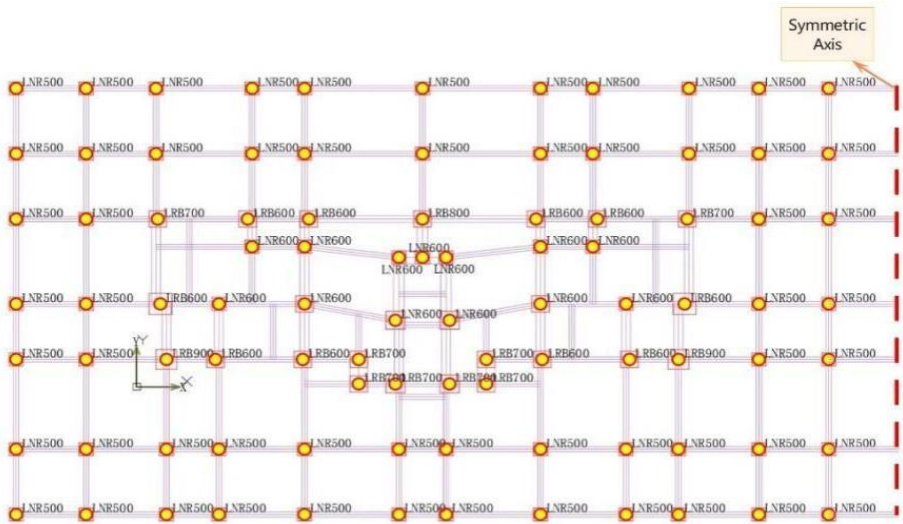 Symmetric
Axis
LNR500 LNR500 LNR500 LNR500 LNR500 LNR500 LNR500 LNR500 LNR500 LNR500 LNR500
LNR500 LNR500 LNR500 LNR500 LNR500 LNR500 LNR500 LNR500 LNR500 LNR500 LNR500
LNR500 LNR500 LRB700 LRB600 LRB600 LRB800 LRB600 LRB600 LRB700 LNR500 LNR500
LNR600 LNR600 LNR600 LNR600 LNR600
LNR600 LNR600
LNR500 LNR500 LRB600 LNR600 LNR600 LNR600 LNR600 LRB600 LNR500 LNR500
LNR600 LNR600
LNR500 LNR500 LRB900 LRB600 LRB600 LRB700 LRB700 LRB600 LRB600 LRB900 LNR500 LNR500
LRB700 LRB700 LRB700 LRB700
LNR500 LNR500 LNR500 LNR500 LNR500 LNR500 LNR500 LNR500 LNR500 LNR500 LNR500 LNR500
LNR500 LNR500 LNR500 LNR500 LNR500 LNR500 LNR500 LNR500 LNR500 LNR500 LNR500 LNR500